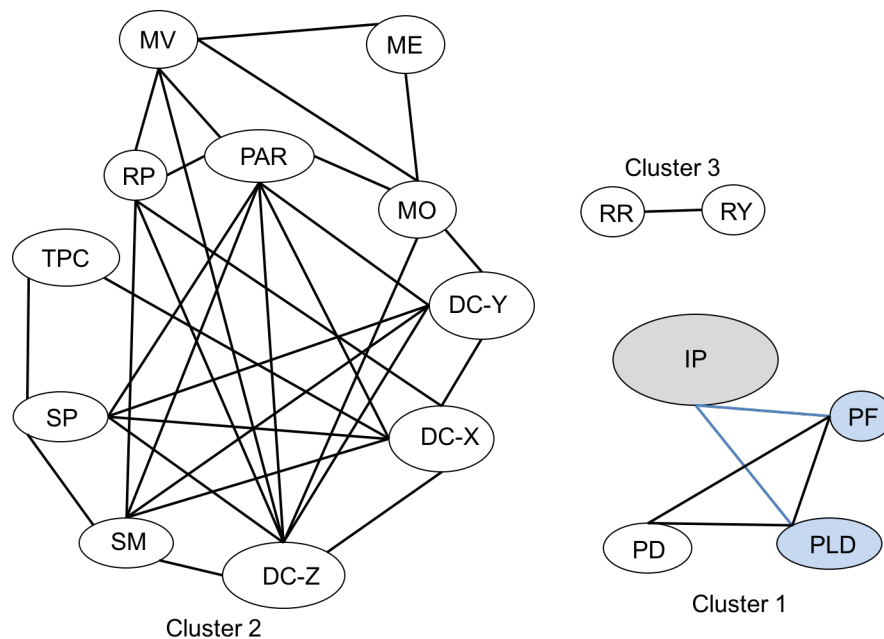 MV
ME
PAR
RP
MO
Cluster 3
RR
RY
TPC
DC-Y
IP
SP
DC-X
PF
SM
DC-Z
PD
PLD
Cluster 2
Cluster 1